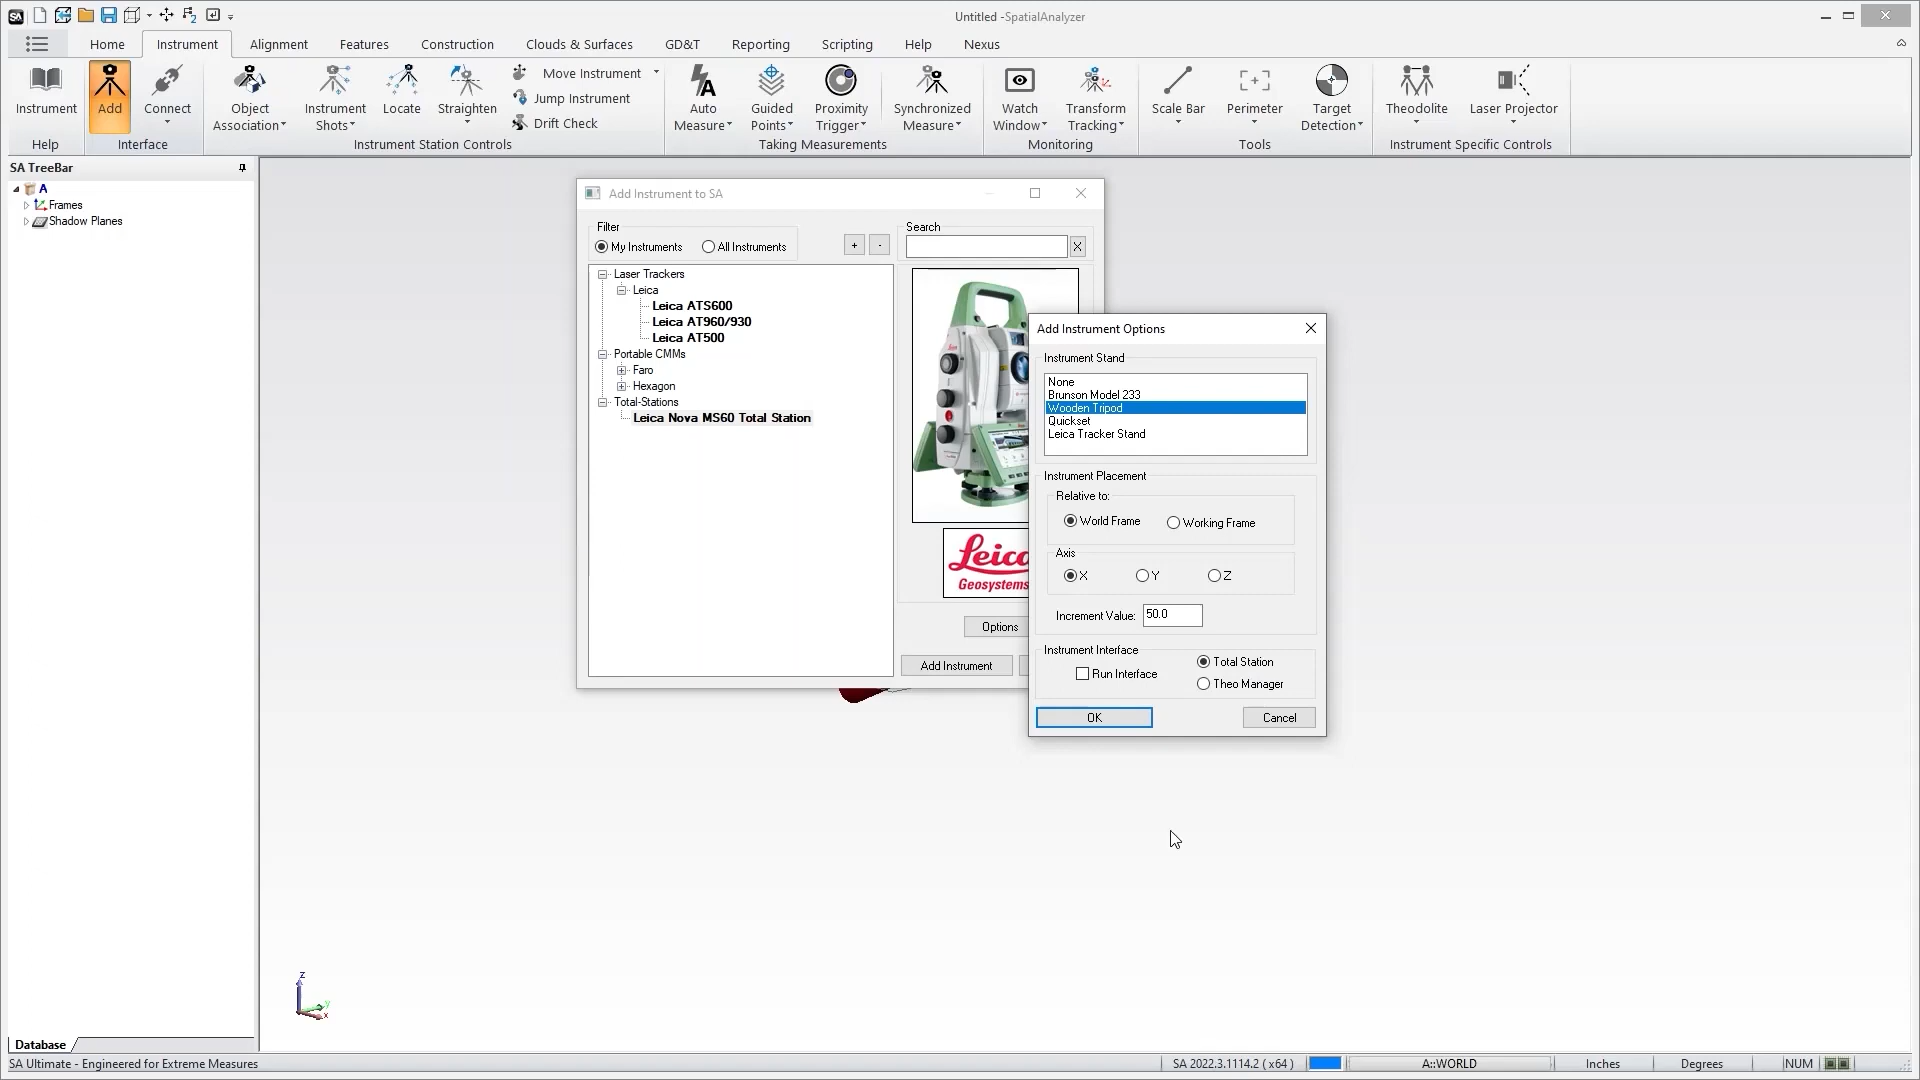 Untitled -SpatialAnalyzer
Home Instrument Alignment Features Construction Clouds & Surfaces GD&T Reporting Scripting Help Nexus
Instrument Add Connect Object Association Instrument Shots Locate Straighten Move Instrument
Jump Instrument
Drift Check
Auto Measure Guided Points Proximity Trigger Synchronized Measure Watch Window Transform Tracking Scale Bar Perimeter Target Detection Theodolite Laser Projector
Help Interface Instrument Station Controls Taking Measurements Monitoring Tools Instrument Specific Controls
SA TreeBar
A
Frames
Shadow Planes
Add Instrument to SA
Filter
My Instruments All Instruments + -
Search
X
Laser Trackers
Leica
Leica ATS600
Leica AT960/930
Leica AT500
Portable CMMs
Faro
Hexagon
Total-Stations
Leica Nova MS60 Total Station
Leica
Geosystems
Options
Add Instrument
Add Instrument Options
Instrument Stand
None
Brunson Model 233
Wooden Tripod
Quickset
Leica Tracker Stand
Instrument Placement
Relative to:
World Frame Working Frame
Axis
X Y Z
Increment Value: 50.0
Instrument Interface
Run Interface
Total Station
Theo Manager
OK Cancel
Z
Y
X
Database
SA Ultimate - Engineered for Extreme Measures SA 2022.3.1114.2 ( x64 ) A::WORLD Inches Degrees NUM